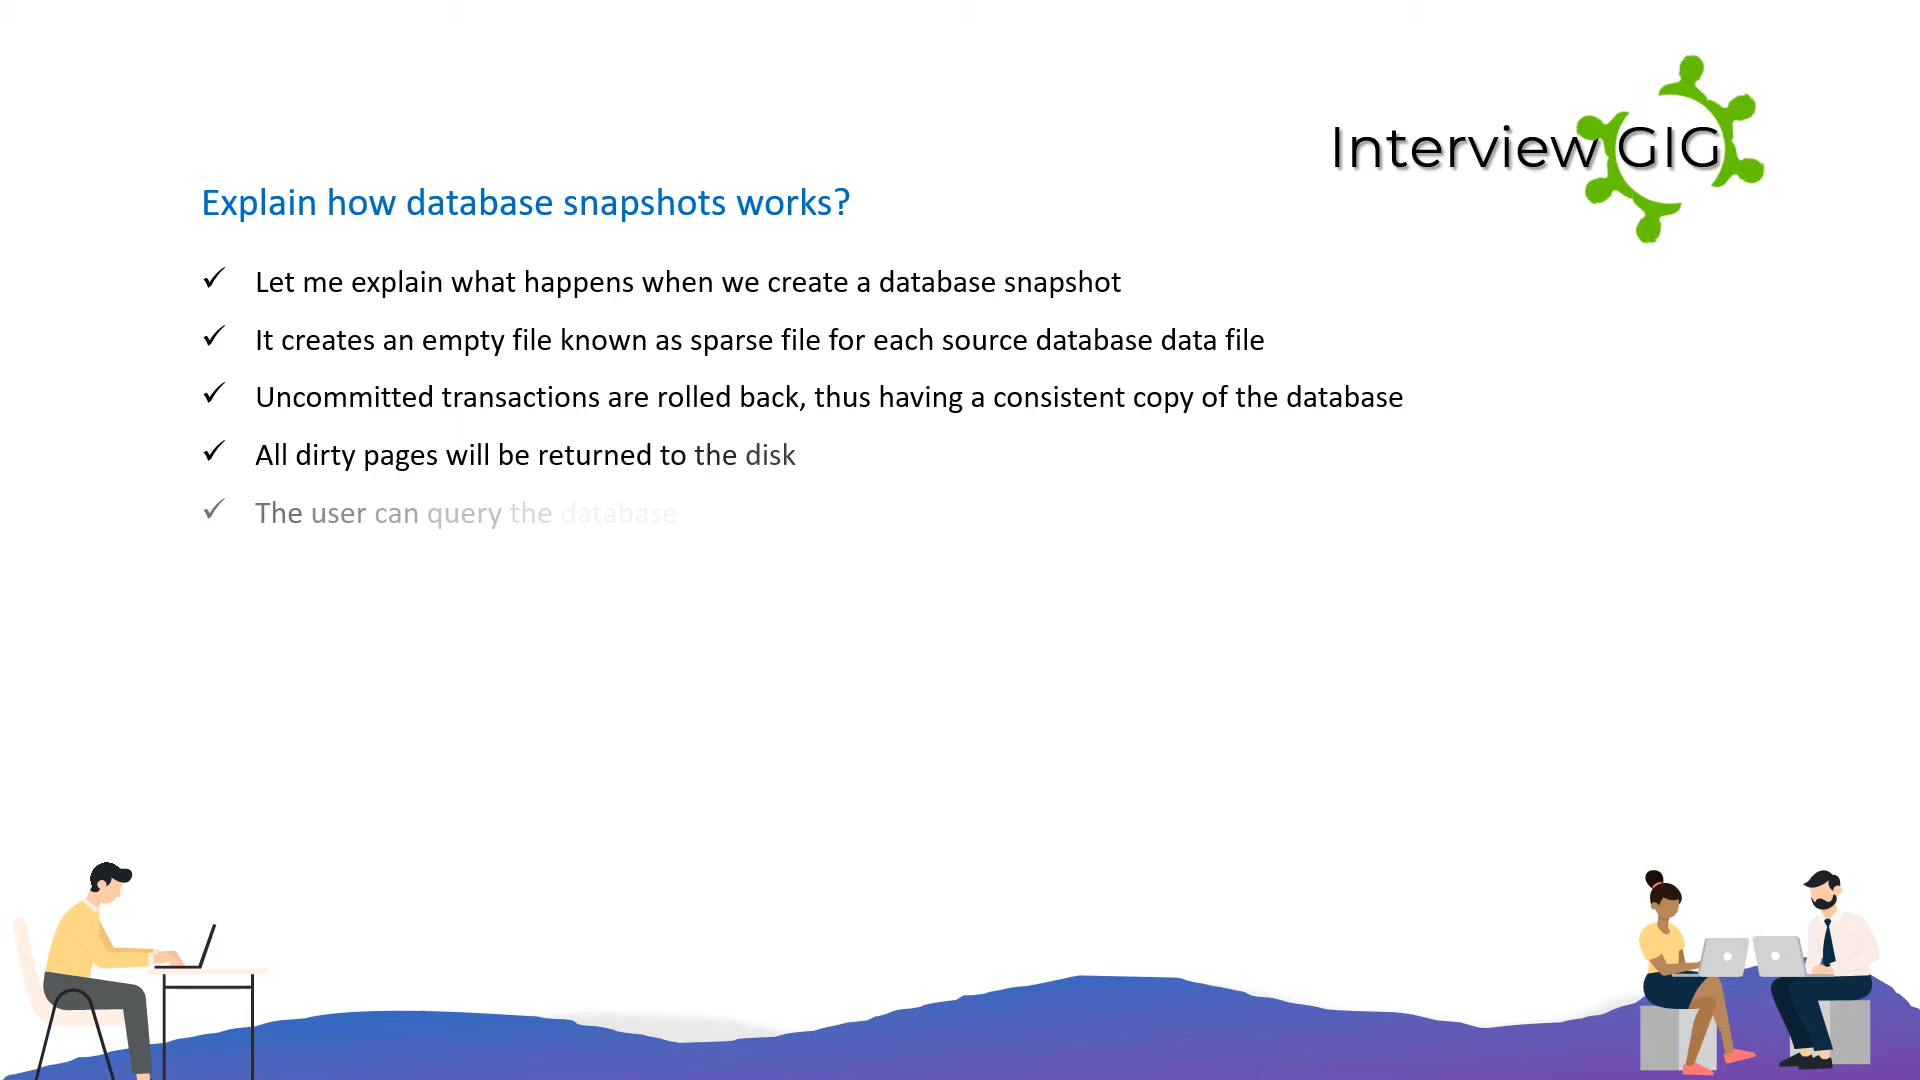 Interview GIG
Explain how database snapshots works?
Let me explain what happens when we create a database snapshot
It creates an empty file known as sparse file for each source database data file
Uncommitted transactions are rolled back, thus having a consistent copy of the database
All dirty pages will be returned to the disk
The user can query the database